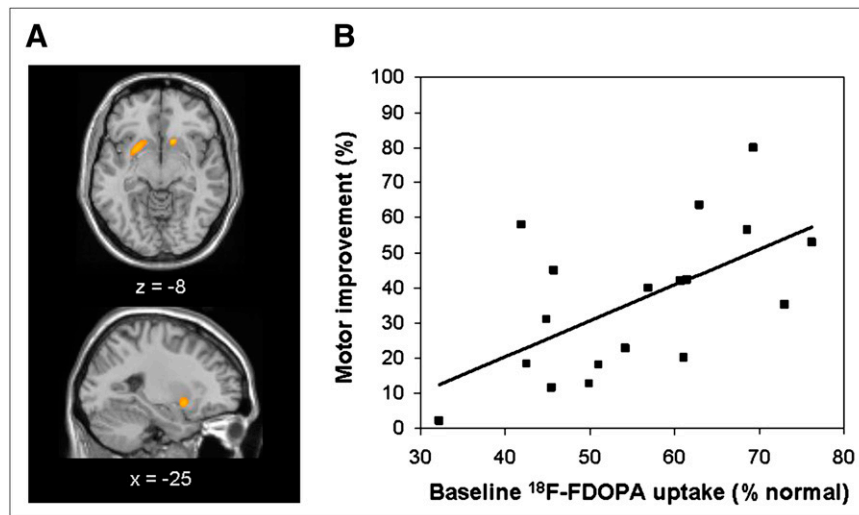 A
z = -8
x = -25
B
Motor improvement (%)
100
90
80
70
60
50
40
30
20
10
0
30 40 50 60 70 80
Baseline ¹⁸F-FDOPA uptake (% normal)